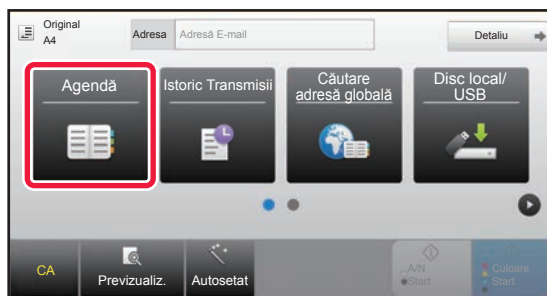 Original
A4
Adresa
Adresă E-mail
Detaliu
Agendă
Istoric Transmisii
Căutare
adresă globală
Disc local/
USB
CA
Previzualiz.
Autosetat
A/N
Start
Culoare
Start